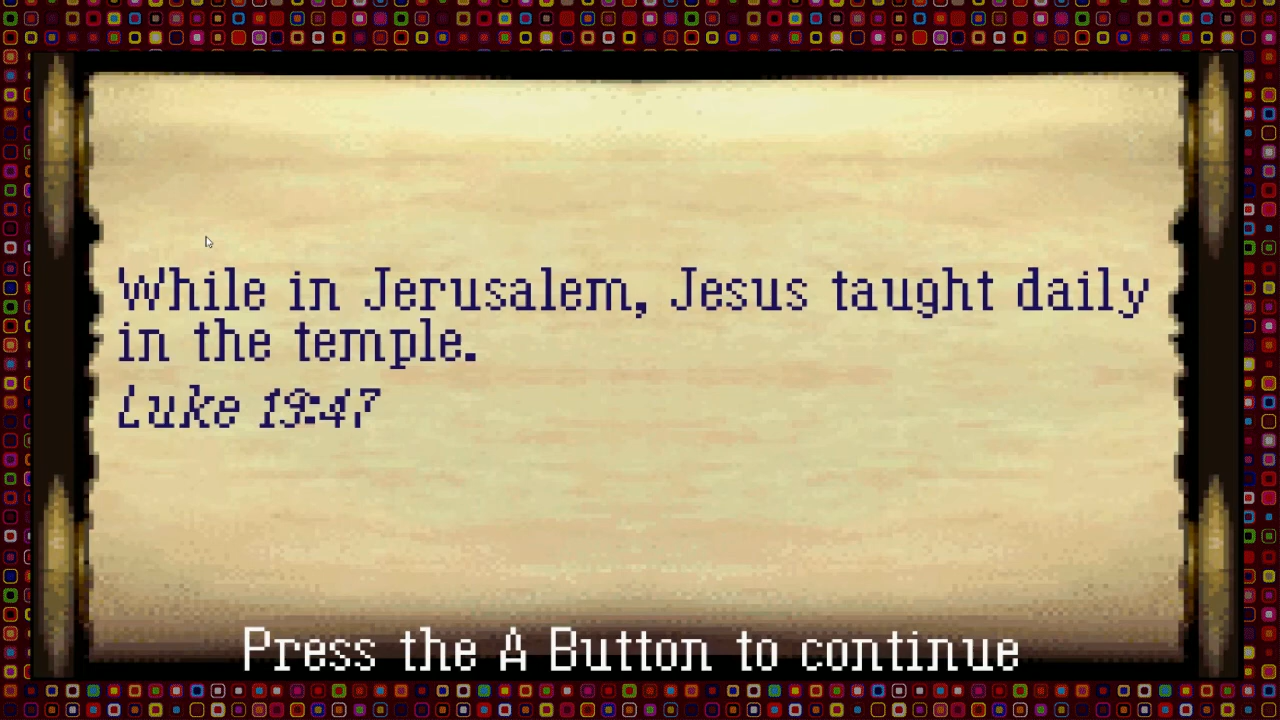 While in Jerusalem, Jesus taught daily
in the temple.
Luke 19:47
Press the A Button to continue